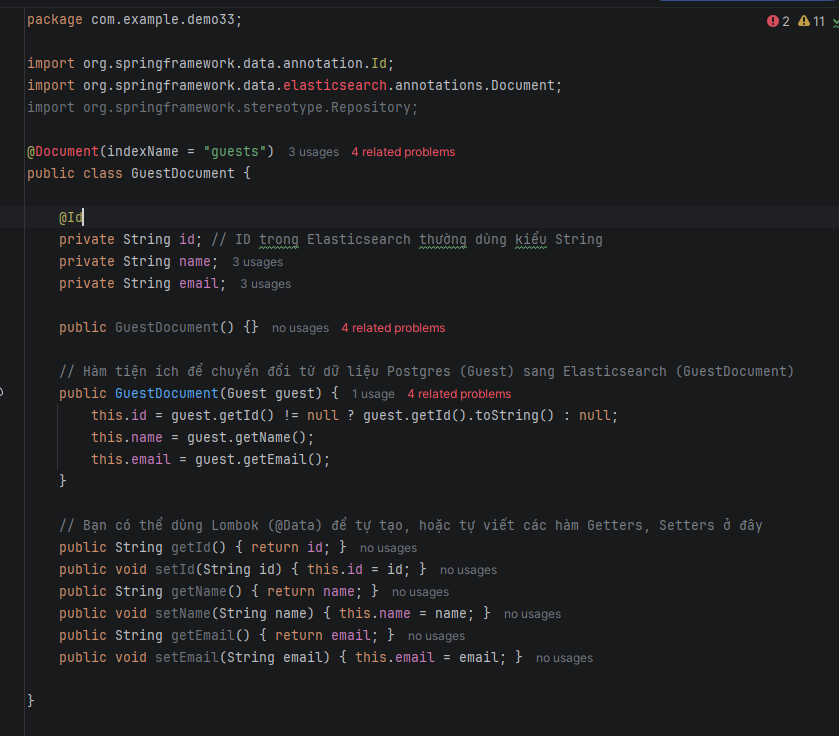 package com.example.demo33;
2 11
import org.springframework.data.annotation.Id;
import org.springframework.data.elasticsearch.annotations.Document;
import org.springframework.stereotype.Repository;
@Document(indexName = "guests") 3 usages 4 related problems
public class GuestDocument {
@Id
private String id; // ID trong Elasticsearch thường dùng kiểu String
private String name; 3 usages
private String email; 3 usages
public GuestDocument() {} no usages 4 related problems
// Hàm tiện ích để chuyển đổi từ dữ liệu Postgres (Guest) sang Elasticsearch (GuestDocument)
public GuestDocument(Guest guest) { 1 usage 4 related problems
this.id = guest.getId() != null ? guest.getId().toString() : null;
this.name = guest.getName();
this.email = guest.getEmail();
}
// Bạn có thể dùng Lombok (@Data) để tự tạo, hoặc tự viết các hàm Getters, Setters ở đây
public String getId() { return id; } no usages
public void setId(String id) { this.id = id; } no usages
public String getName() { return name; } no usages
public void setName(String name) { this.name = name; } no usages
public String getEmail() { return email; } no usages
public void setEmail(String email) { this.email = email; } no usages
}